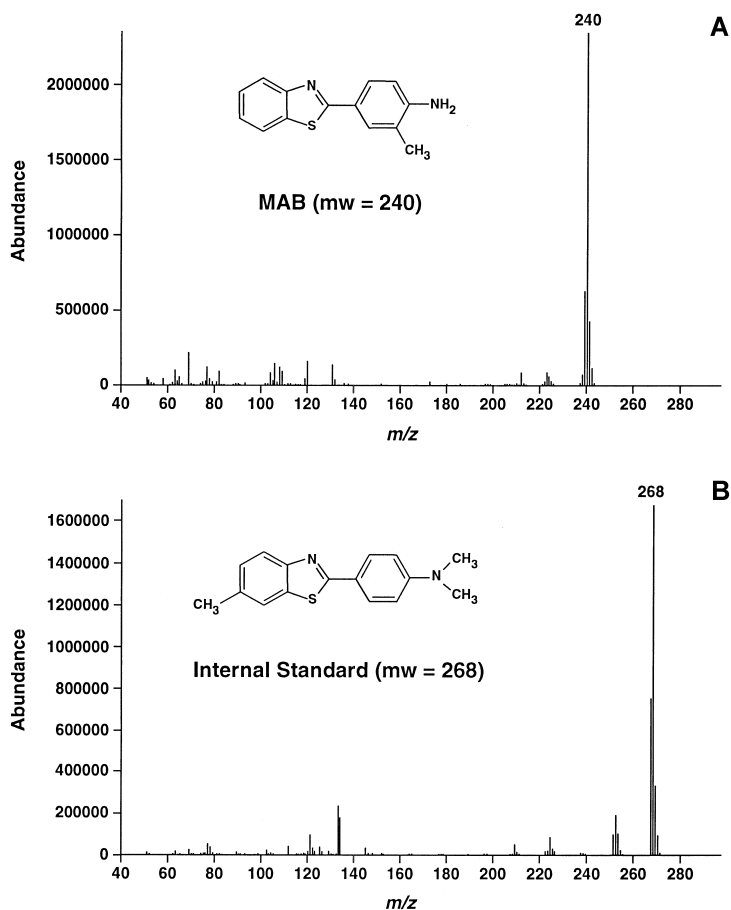 240
A
2000000
1500000
1000000
500000
0
Abundance
N
S
NH2
CH3
MAB (mw = 240)
40 60 80 100 120 140 160 180 200 220 240 260 280
m/z
268
B
1600000
1400000
1200000
1000000
800000
600000
400000
200000
0
Abundance
N
S
CH3
N
CH3
CH3
Internal Standard (mw = 268)
40 60 80 100 120 140 160 180 200 220 240 260 280
m/z